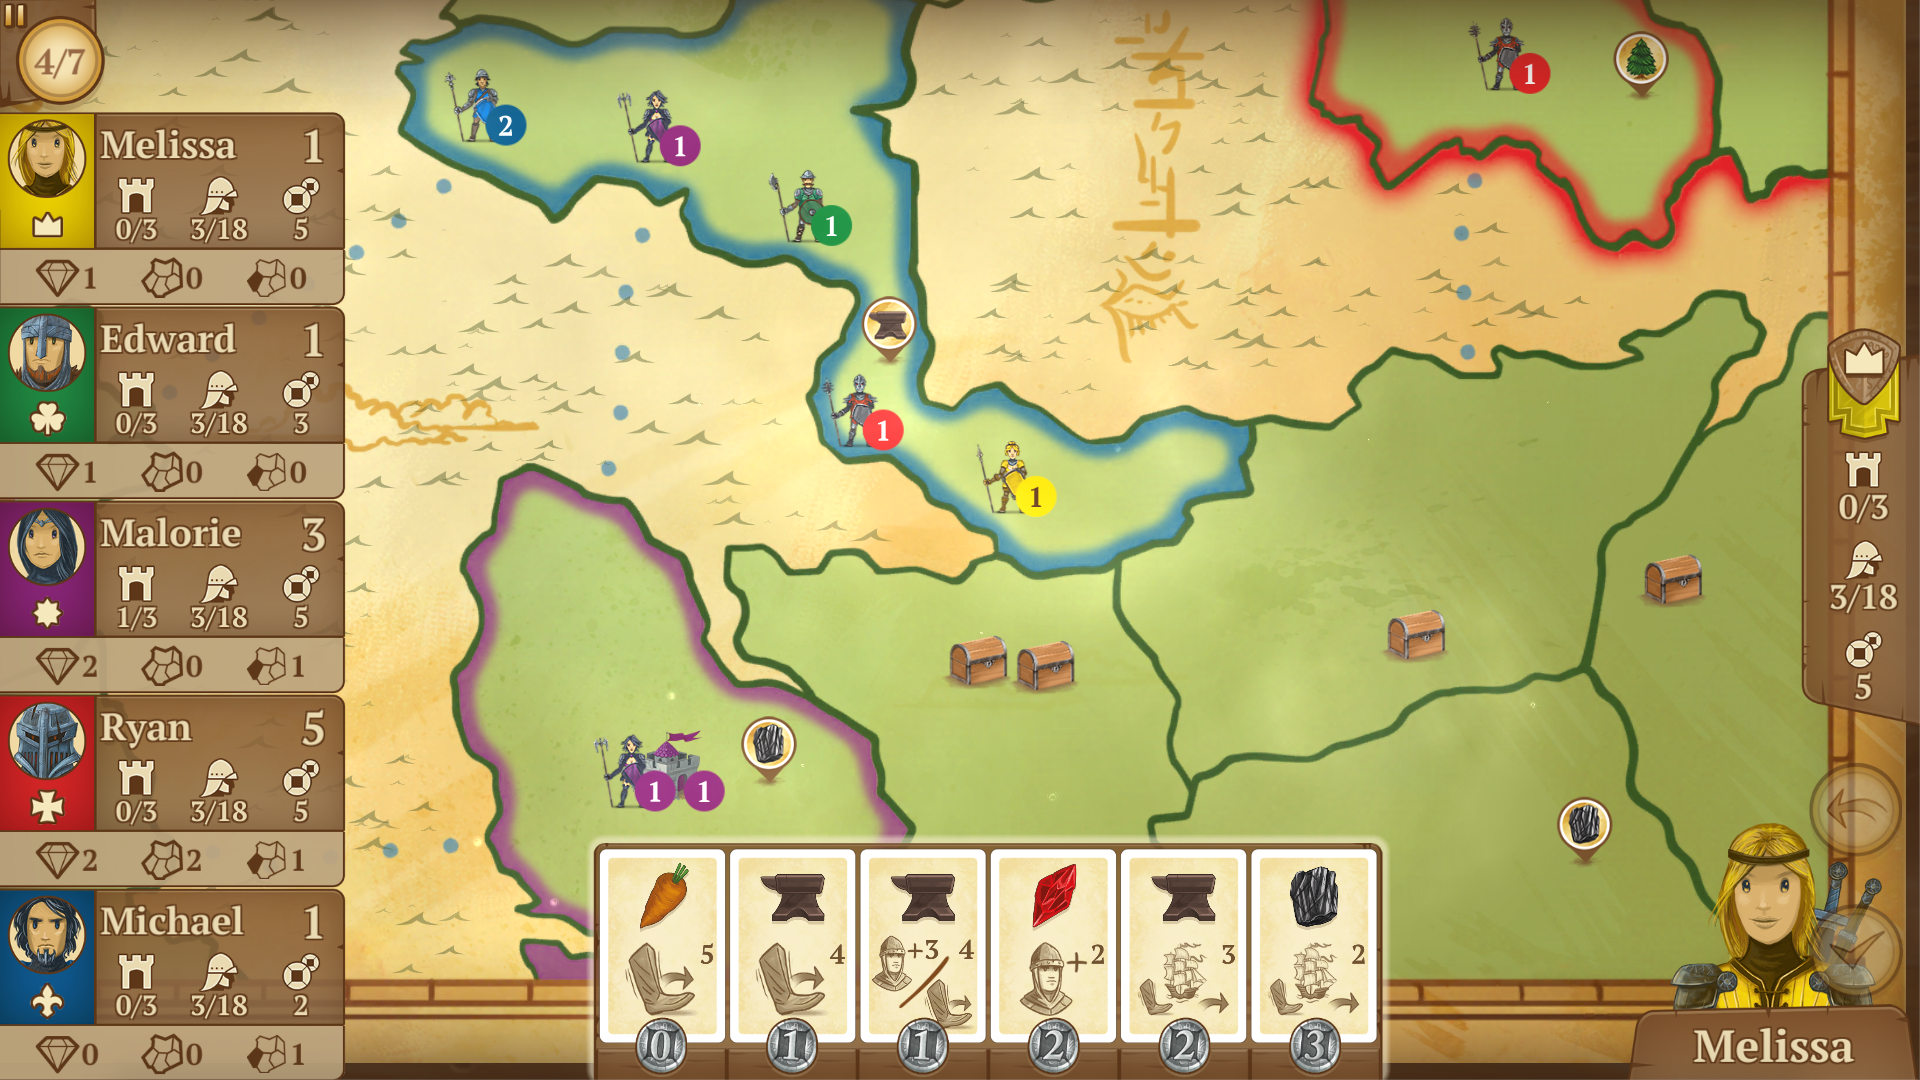 4/7
Melissa 1
0/3 3/18 5
1 0 0
Edward 1
0/3 3/18 3
1 0 0
Malorie 3
1/3 3/18 5
2 0 1
Ryan 5
0/3 3/18 5
2 2 1
Michael 1
0/3 3/18 2
0 0 1
2
1
1
1
1
1
1 1
0/3
3/18
5
5
4
+3 4
+2
3
2
0
1
1
2
2
3
Melissa